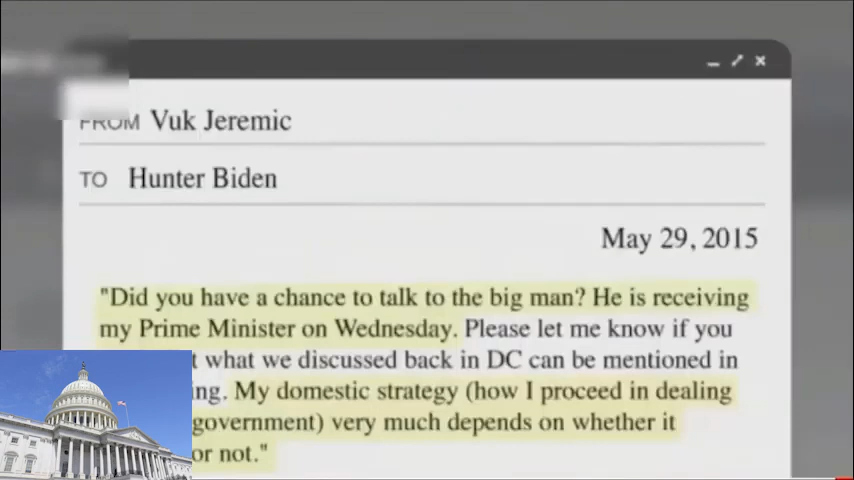 FROM Vuk Jeremic
TO Hunter Biden
May 29, 2015
"Did you have a chance to talk to the big man? He is receiving
my Prime Minister on Wednesday. Please let me know if you
t what we discussed back in DC can be mentioned in
ng. My domestic strategy (how I proceed in dealing
government) very much depends on whether it
or not."